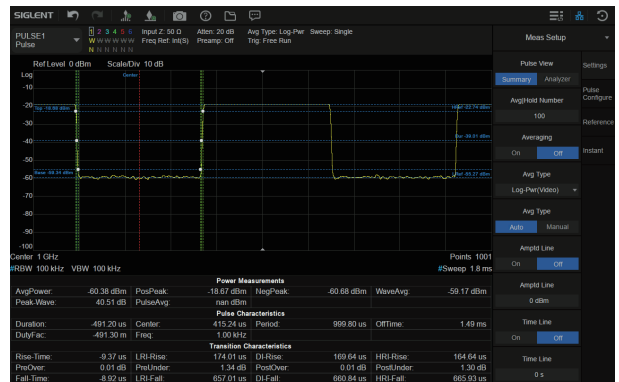 SIGLENT
PULSE1
Pulse
1 2 3 4 5 6
W W W W W W
N N N N N N
Input Z: 50 Ω Atten: 20 dB Avg Type: Log-Pwr Sweep: Single
Freq Ref: Int(S) Preamp: Off Trig: Free Run
Meas Setup
Ref Level 0 dBm Scale/Div 10 dB
Log
Center
-10
-20
-30
-40
-50
-60
-70
-80
-90
-100
Top -19.98 dBm
Base -60.34 dBm
Center 1 GHz Points 1001
#RBW 100 kHz VBW 100 kHz #Sweep 1.8 ms
Power Measurements
AvgPower: -60.38 dBm PosPeak: -18.67 dBm NegPeak: -60.68 dBm WaveAvg: -59.17 dBm
Peak-Wave: 40.51 dB PulseAvg: nan dBm
Pulse Characteristics
Duration: -491.20 us Center: 415.24 us Period: 999.80 us OffTime: 1.49 ms
DutyFac: -491.30 m Freq: 1.00 kHz
Transition Characteristics
Rise-Time: -9.37 us LRI-Rise: 174.01 us DI-Rise: 169.64 us HRI-Rise: 164.64 us
PreOver: 0.01 dB PreUnder: 1.34 dB PostOver: 0.01 dB PostUnder: 1.30 dB
Fall-Time: -8.92 us LRI-Fall: 657.01 us DI-Fall: 660.84 us HRI-Fall: 665.93 us
Pulse View
Summary Analyzer
Avg|Hold Number
100
Averaging
On Off
Avg Type
Log-Pwr(Video)
Avg Type
Auto Manual
Amptd Line
On Off
Amptd Line
0 dBm
Time Line
On Off
Time Line
0 s
Settings
Pulse
Configure
Reference
Instant